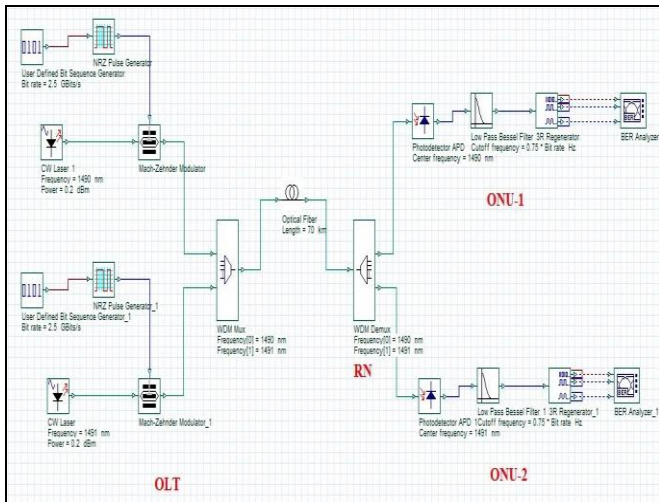 0101
User Defined Bit Sequence Generator
Bit rate = 2.5 GBits/s
NRZ Pulse Generator
CW Laser 1
Frequency = 1490 nm
Power = 0.2 dBm
Mach-Zehnder Modulator
0101
User Defined Bit Sequence Generator_1
Bit rate = 2.5 GBits/s
NRZ Pulse Generator_1
CW Laser
Frequency = 1491 nm
Power = 0.2 dBm
Mach-Zehnder Modulator_1
OLT
WDM Mux
Frequency[0] = 1490 nm
Frequency[1] = 1491 nm
Optical Fiber
Length = 70 km
WDM Demux
Frequency[0] = 1490 nm
Frequency[1] = 1491 nm
RN
Photodetector APD
Center frequency = 1490 nm
Low Pass Bessel Filter
Cutoff frequency = 0.75 * Bit rate Hz
3R Regenerator
BER
BER Analyzer
ONU-1
Photodetector APD 1
Center frequency = 1491 nm
Low Pass Bessel Filter 1
Cutoff frequency = 0.75 * Bit rate Hz
3R Regenerator_1
BER
BER Analyzer_1
ONU-2